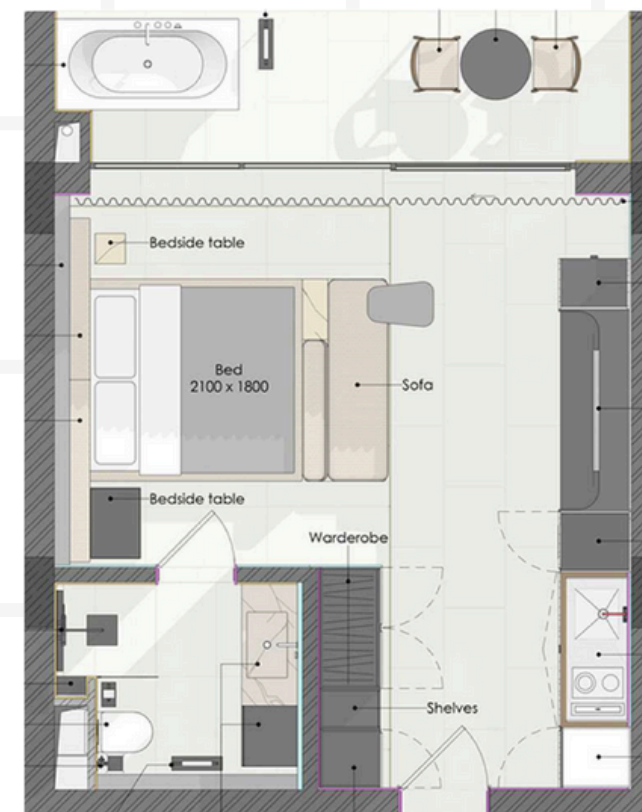 Bedside table
Bed
2100 x 1800
Sofa
Bedside table
Warderobe
Shelves